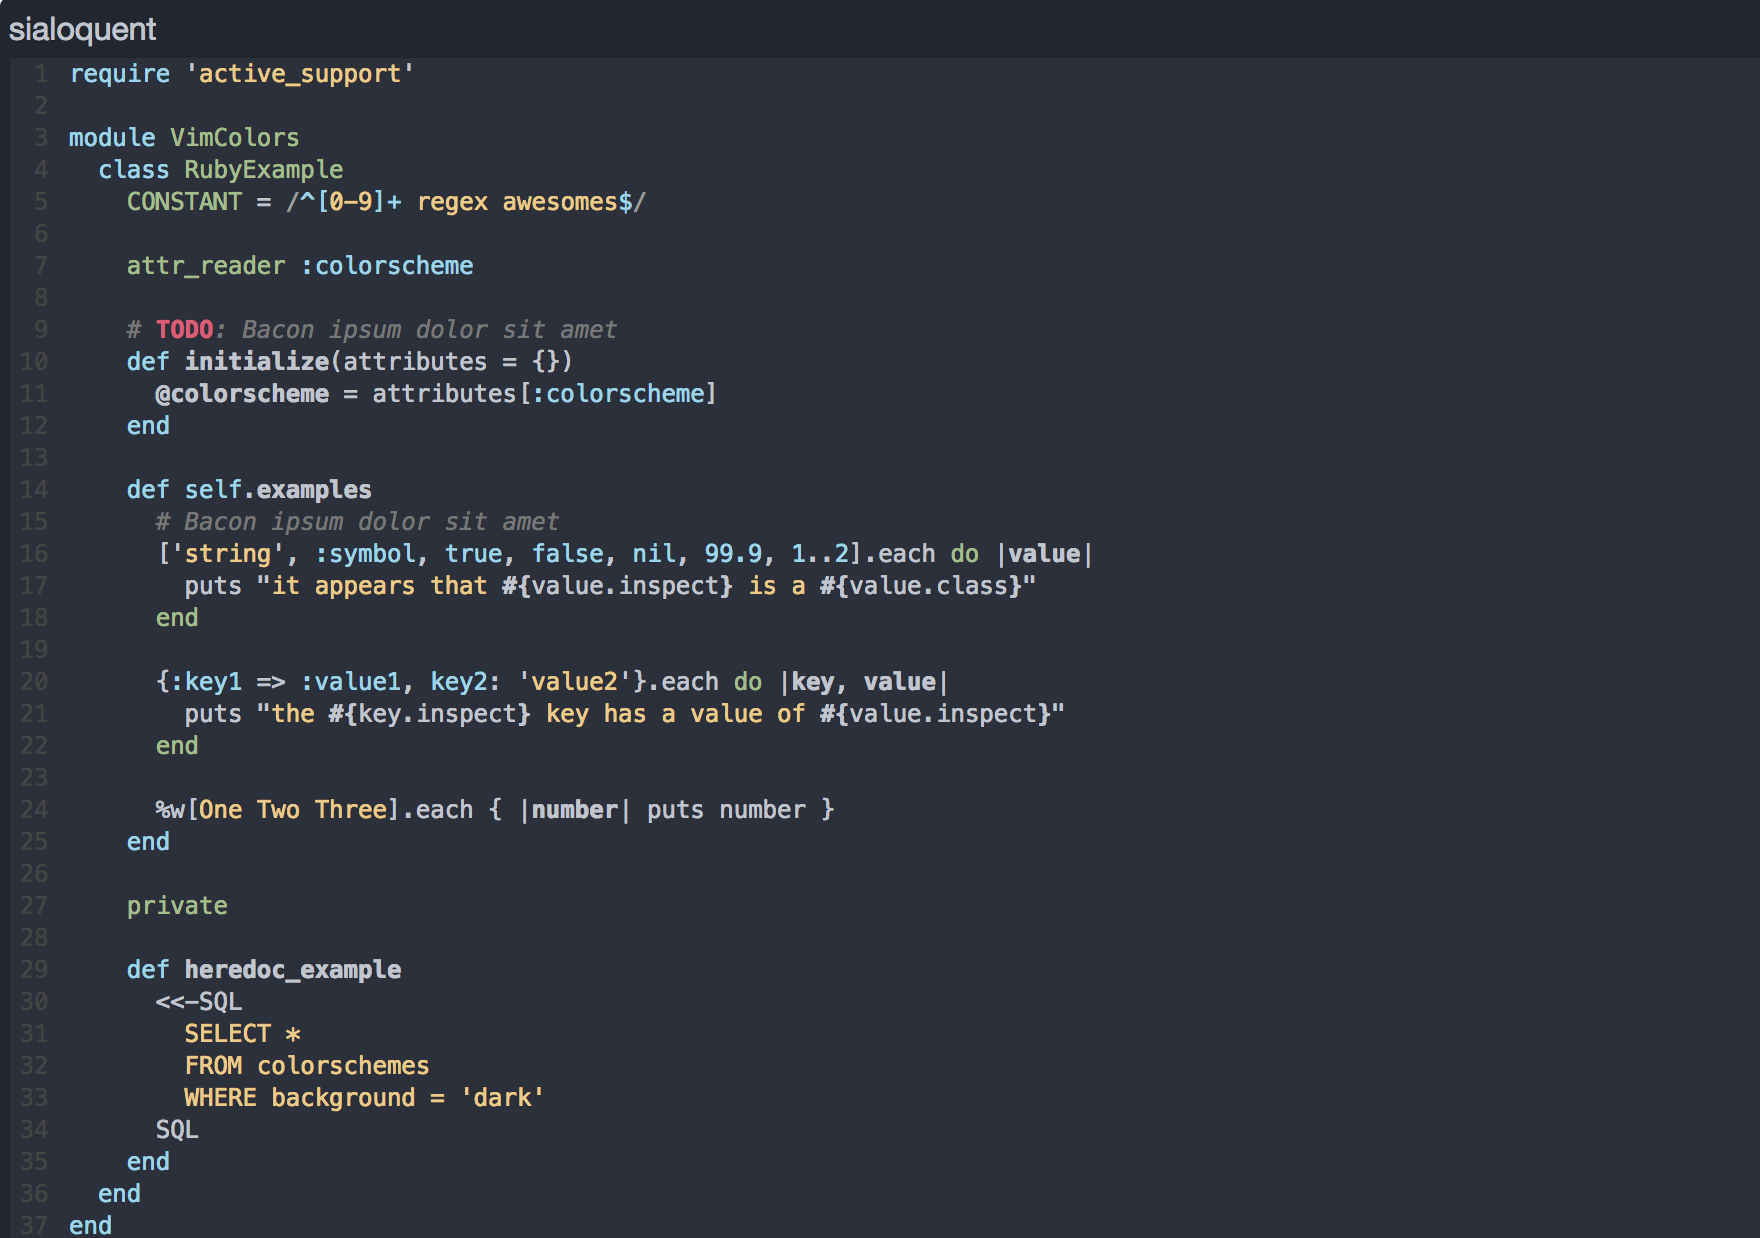 sialoquent
1 require 'active_support'
2
3 module VimColors
4   class RubyExample
5     CONSTANT = /^[0-9]+ regex awesomes$/
6
7     attr_reader :colorscheme
8
9     # TODO: Bacon ipsum dolor sit amet
10     def initialize(attributes = {})
11       @colorscheme = attributes[:colorscheme]
12     end
13
14     def self.examples
15       # Bacon ipsum dolor sit amet
16       ['string', :symbol, true, false, nil, 99.9, 1..2].each do |value|
17         puts "it appears that #{value.inspect} is a #{value.class}"
18       end
19
20       {:key1 => :value1, key2: 'value2'}.each do |key, value|
21         puts "the #{key.inspect} key has a value of #{value.inspect}"
22       end
23
24       %w[One Two Three].each { |number| puts number }
25     end
26
27     private
28
29     def heredoc_example
30       <<-SQL
31         SELECT *
32         FROM colorschemes
33         WHERE background = 'dark'
34       SQL
35     end
36   end
37 end